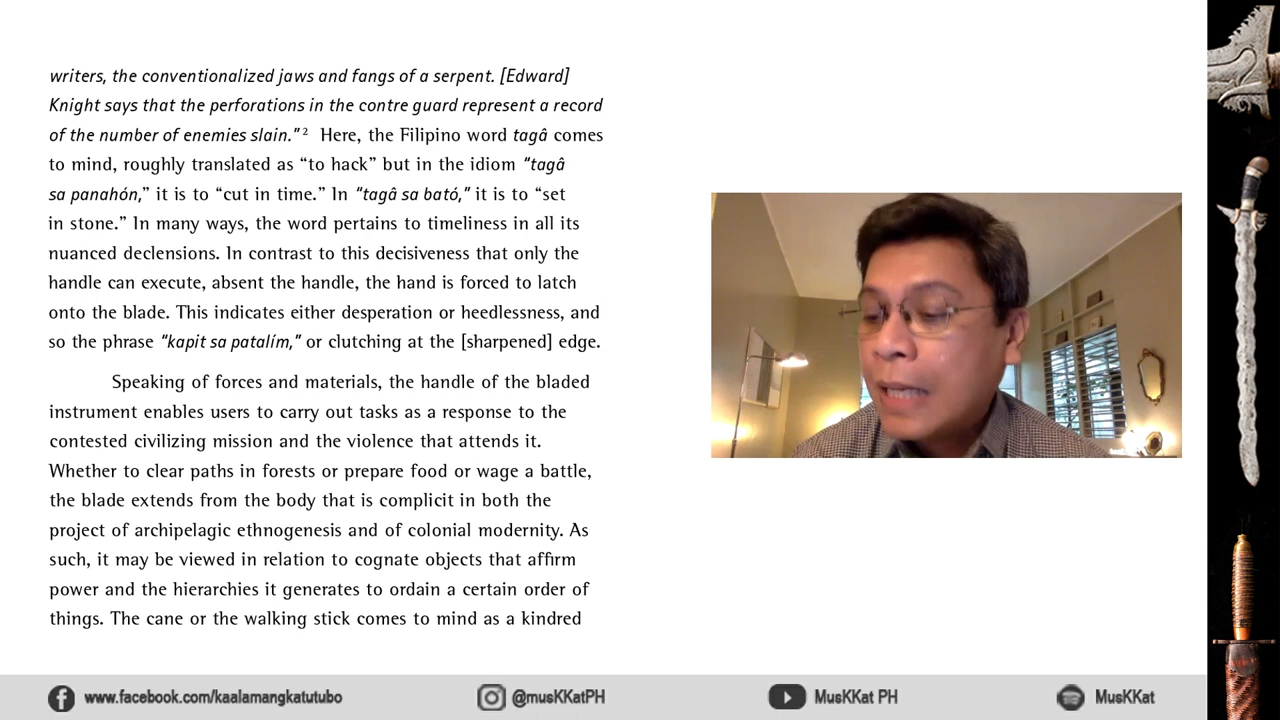 writers, the conventionalized jaws and fangs of a serpent. [Edward]
Knight says that the perforations in the contre guard represent a record
of the number of enemies slain.” 2 Here, the Filipino word tagâ comes
to mind, roughly translated as “to hack” but in the idiom “tagâ
sa panahón,” it is to “cut in time.” In “tagâ sa bató,” it is to “set
in stone.” In many ways, the word pertains to timeliness in all its
nuanced declensions. In contrast to this decisiveness that only the
handle can execute, absent the handle, the hand is forced to latch
onto the blade. This indicates either desperation or heedlessness, and
so the phrase “kapit sa patalím,” or clutching at the [sharpened] edge.
Speaking of forces and materials, the handle of the bladed
instrument enables users to carry out tasks as a response to the
contested civilizing mission and the violence that attends it.
Whether to clear paths in forests or prepare food or wage a battle,
the blade extends from the body that is complicit in both the
project of archipelagic ethnogenesis and of colonial modernity. As
such, it may be viewed in relation to cognate objects that affirm
power and the hierarchies it generates to ordain a certain order of
things. The cane or the walking stick comes to mind as a kindred
www.facebook.com/kaalamangkatutubo
@musKKatPH
MusKKat PH
MusKKat